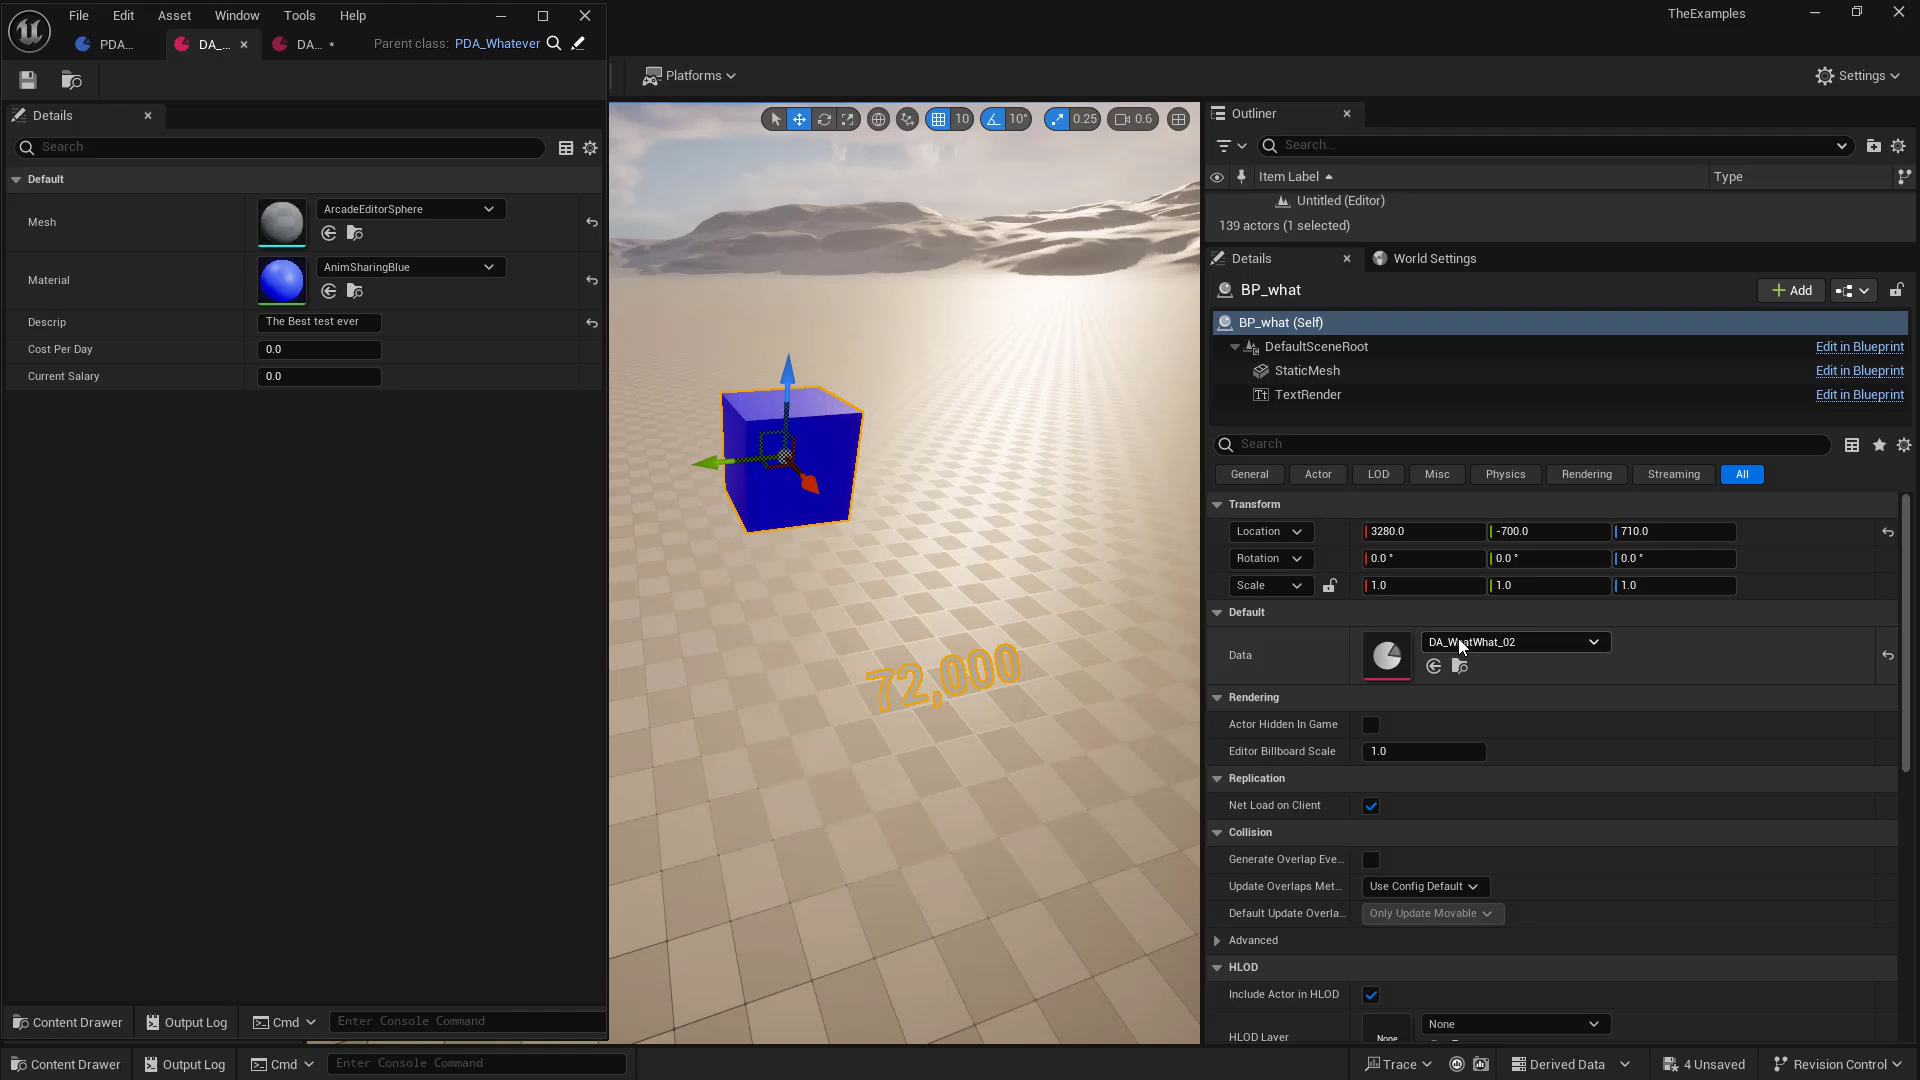 File Edit Asset Window Tools Help
PDA... DA_... DA... * Parent class: PDA_Whatever
Details
Search
Default
Mesh ArcadeEditorSphere
Material AnimSharingBlue
Descrip The Best test ever
Cost Per Day 0.0
Current Salary 0.0
Content Drawer Output Log Cmd Enter Console Command
TheExamples
Platforms Settings
10 10° 0.25 0.6
72,000
Outliner
Search...
Item Label Type
Untitled (Editor)
139 actors (1 selected)
Details World Settings
BP_what Add
BP_what (Self)
DefaultSceneRoot Edit in Blueprint
StaticMesh Edit in Blueprint
TextRender Edit in Blueprint
Search
General Actor LOD Misc Physics Rendering Streaming All
Transform
Location 3280.0 -700.0 710.0
Rotation 0.0 ° 0.0 ° 0.0 °
Scale 1.0 1.0 1.0
Default
Data DA_WhatWhat_02
Rendering
Actor Hidden In Game
Editor Billboard Scale 1.0
Replication
Net Load on Client
Collision
Generate Overlap Eve...
Update Overlaps Met... Use Config Default
Default Update Overla... Only Update Movable
Advanced
HLOD
Include Actor in HLOD
HLOD Layer None None
Content Drawer Output Log Cmd Enter Console Command Trace Derived Data 4 Unsaved Revision Control